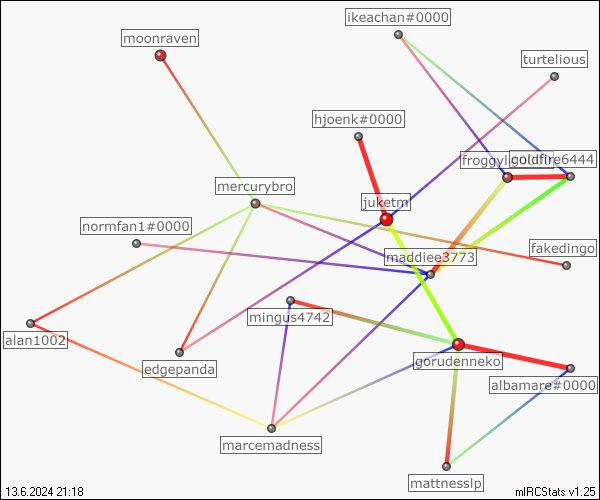 ikeachan#0000
moonraven
turtelious
hjoenk#0000
goldfire6444
mercurybro
juketm
normfan1#0000
fakedingo
maddiee3773
mingus4742
alan1002
edgepanda
gorudenneko
albamare#0000
marcemadness
mattnesslp
13.6.2024 21:18
mIRCStats v1.25